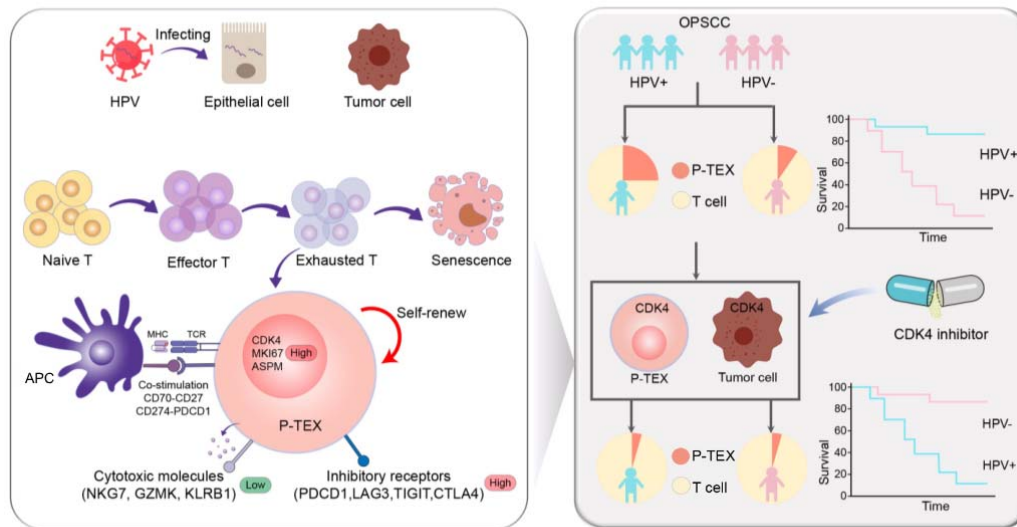 Infecting
HPV
Epithelial cell
Tumor cell
Naive T
Effector T
Exhausted T
Senescence
Self-renew
MHC
TCR
CDK4
MKI67
ASPM
High
APC
Co-stimulation
CD70-CD27
CD274-PDCD1
P-TEX
Cytotoxic molecules
(NKG7, GZMK, KLRB1)
Low
Inhibitory receptors
(PDCD1,LAG3,TIGIT,CTLA4)
High
OPSCC
HPV+
HPV-
P-TEX
T cell
Survival
100
80
60
40
20
0
Time
HPV+
HPV-
CDK4
P-TEX
CDK4
Tumor cell
CDK4 inhibitor
P-TEX
T cell
Survival
100
80
60
40
20
0
Time
HPV-
HPV+